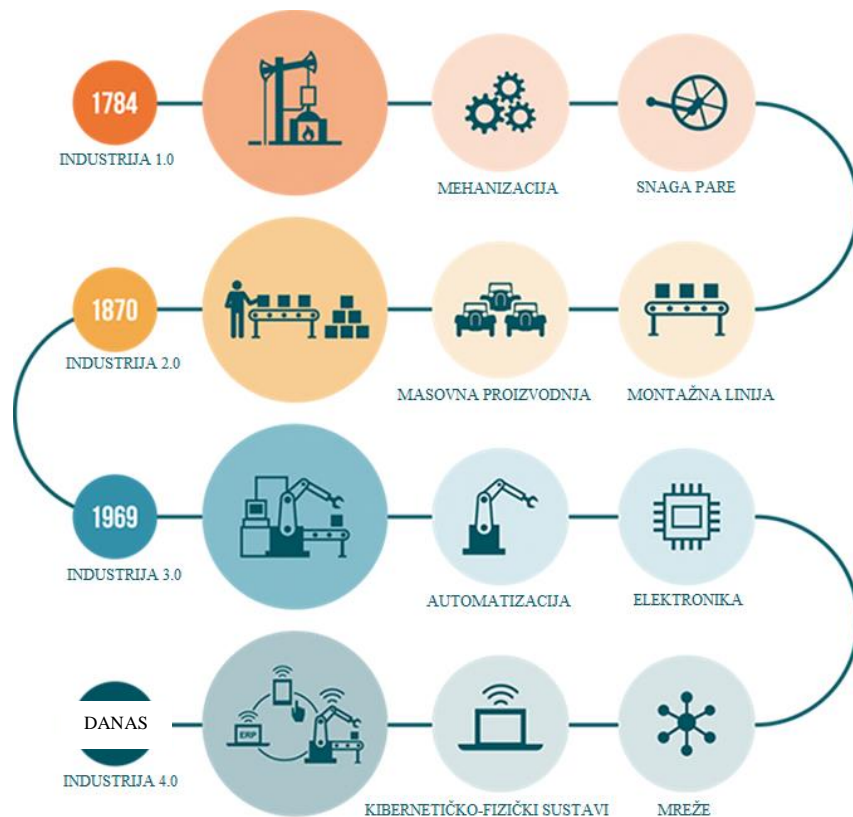 1784
INDUSTRIJA 1.0
MEHANIZACIJA
SNAGA PARE
1870
INDUSTRIJA 2.0
MASOVNA PROIZVODNJA
MONTAŽNA LINIJA
1969
INDUSTRIJA 3.0
AUTOMATIZACIJA
ELEKTRONIKA
DANAS
ERP
INDUSTRIJA 4.0
KIBERNETIČKO-FIZIČKI SUSTAVI
MREŽE